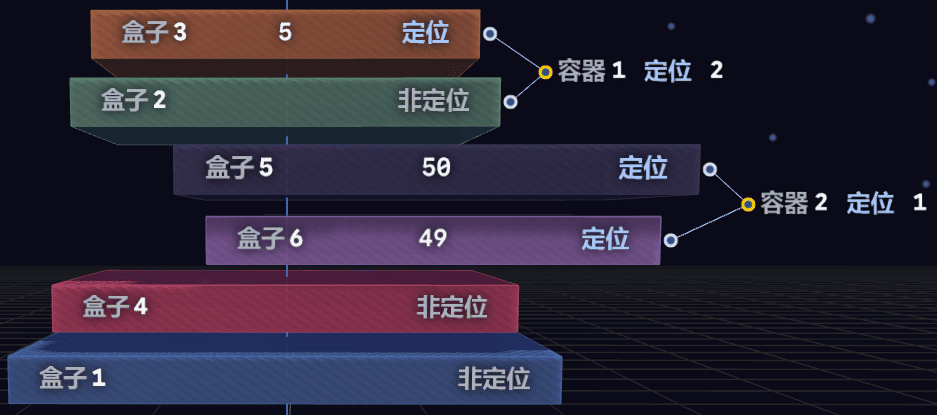 盒子 3 5 定位
容器 1 定位 2
盒子 2 非定位
盒子 5 50 定位
容器 2 定位 1
盒子 6 49 定位
盒子 4 非定位
盒子 1 非定位